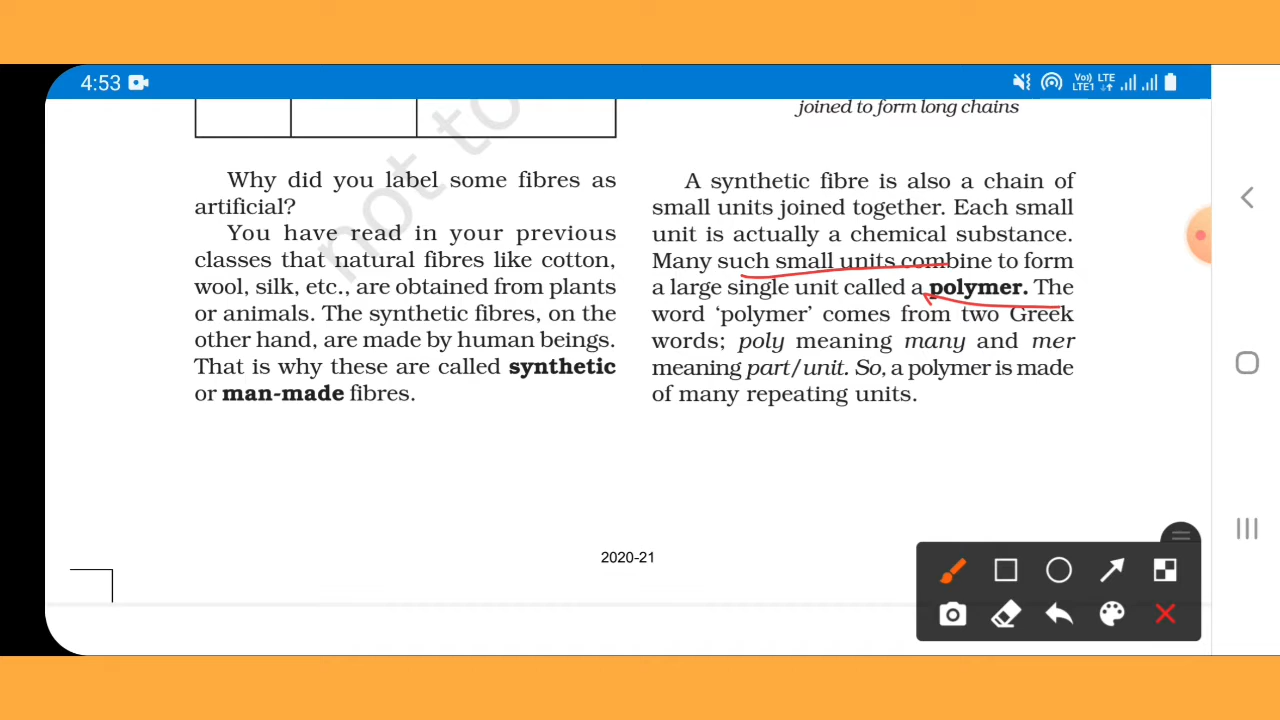 4:53
Vo) LTE
LTE1
joined to form long chains
not to
Why did you label some fibres as
artificial?
You have read in your previous
classes that natural fibres like cotton,
wool, silk, etc., are obtained from plants
or animals. The synthetic fibres, on the
other hand, are made by human beings.
That is why these are called synthetic
or man-made fibres.
A synthetic fibre is also a chain of
small units joined together. Each small
unit is actually a chemical substance.
Many such small units combine to form
a large single unit called a polymer. The
word ‘polymer’ comes from two Greek
words; poly meaning many and mer
meaning part/unit. So, a polymer is made
of many repeating units.
2020-21